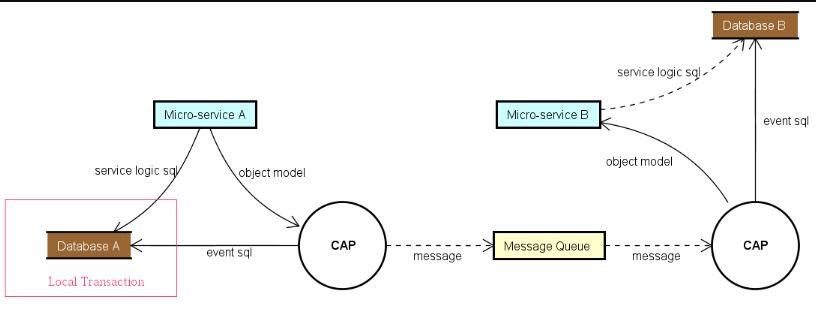 Database B
service logic sql
Micro-service A
Micro-service B
event sql
object model
service logic sql
object model
Database A
CAP
Message Queue
CAP
event sql
message
message
Local Transaction